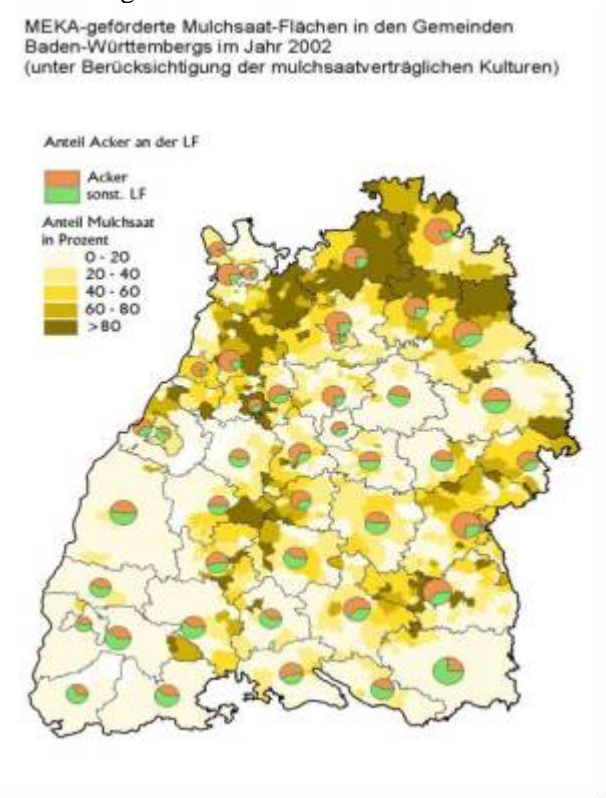 MEKA-geförderte Mulchsaat-Flächen in den Gemeinden
Baden-Württembergs im Jahr 2002
(unter Berücksichtigung der mulchsaatverträglichen Kulturen)
Anteil Acker an der LF
Acker
sonst. LF
Anteil Mulchsaat
in Prozent
0 - 20
20 - 40
40 - 60
60 - 80
>80